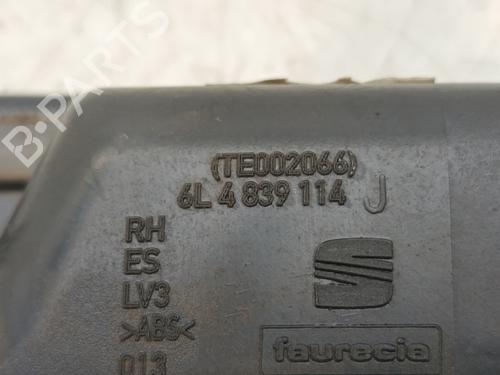 B-PARTS
(TE002066)
6L 4 839 114 J
RH
ES
LV3
>ABS<
013
faurecia